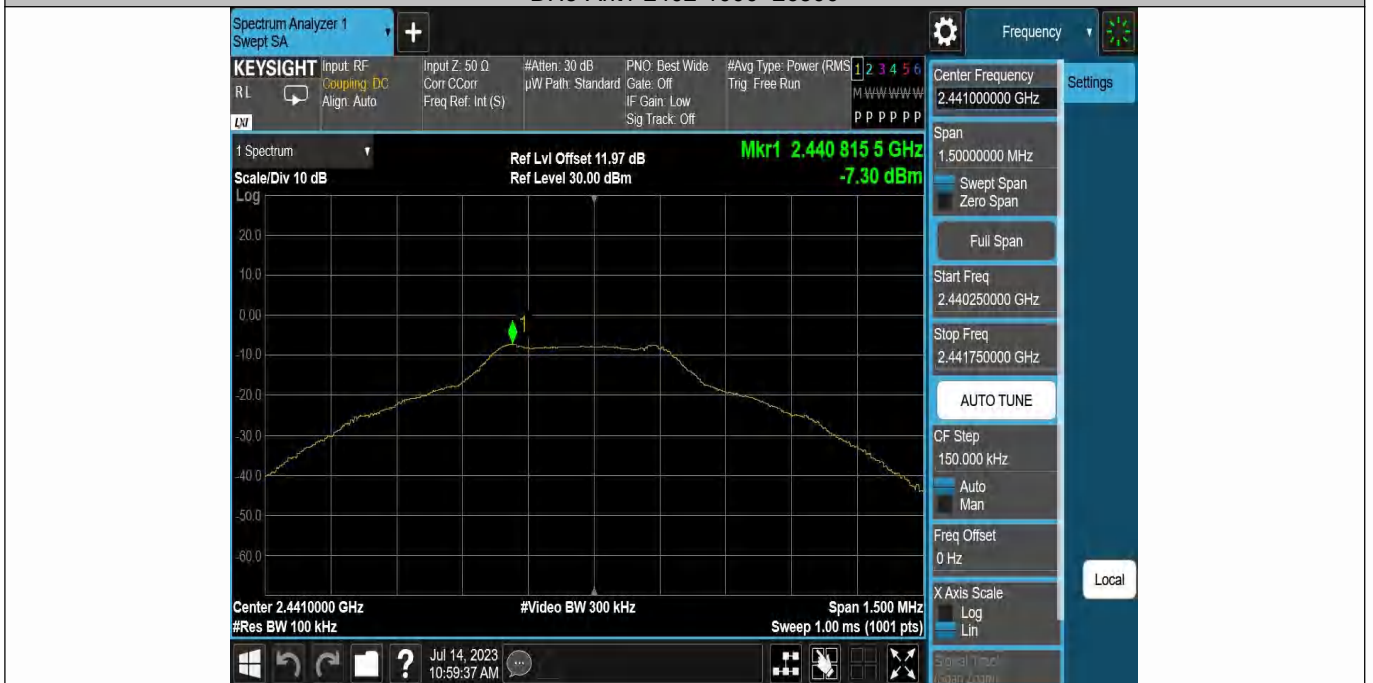 Spectrum Analyzer 1
Swept SA
+
Frequency
KEYSIGHT
RL
LXI
Input: RF
Coupling: DC
Align: Auto
Input Z: 50 Ω
Corr CCorr
Freq Ref: Int (S)
#Atten: 30 dB
µW Path: Standard
PNO: Best Wide
Gate: Off
IF Gain: Low
Sig Track: Off
#Avg Type: Power (RMS
Trig: Free Run
1 2 3 4 5 6
M W W W W W
P P P P P P
1 Spectrum
Scale/Div 10 dB
Log
Ref Lvl Offset 11.97 dB
Ref Level 30.00 dBm
Mkr1 2.440 815 5 GHz
-7.30 dBm
20.0
10.0
0.00
-10.0
-20.0
-30.0
-40.0
-50.0
-60.0
1
Center 2.4410000 GHz
#Res BW 100 kHz
#Video BW 300 kHz
Span 1.500 MHz
Sweep 1.00 ms (1001 pts)
Jul 14, 2023
10:59:37 AM
?
Center Frequency
2.441000000 GHz
Settings
Span
1.50000000 MHz
Swept Span
Zero Span
Full Span
Start Freq
2.440250000 GHz
Stop Freq
2.441750000 GHz
AUTO TUNE
CF Step
150.000 kHz
Auto
Man
Freq Offset
0 Hz
X Axis Scale
Log
Lin
Local
Signal Track
(Span Zoom)